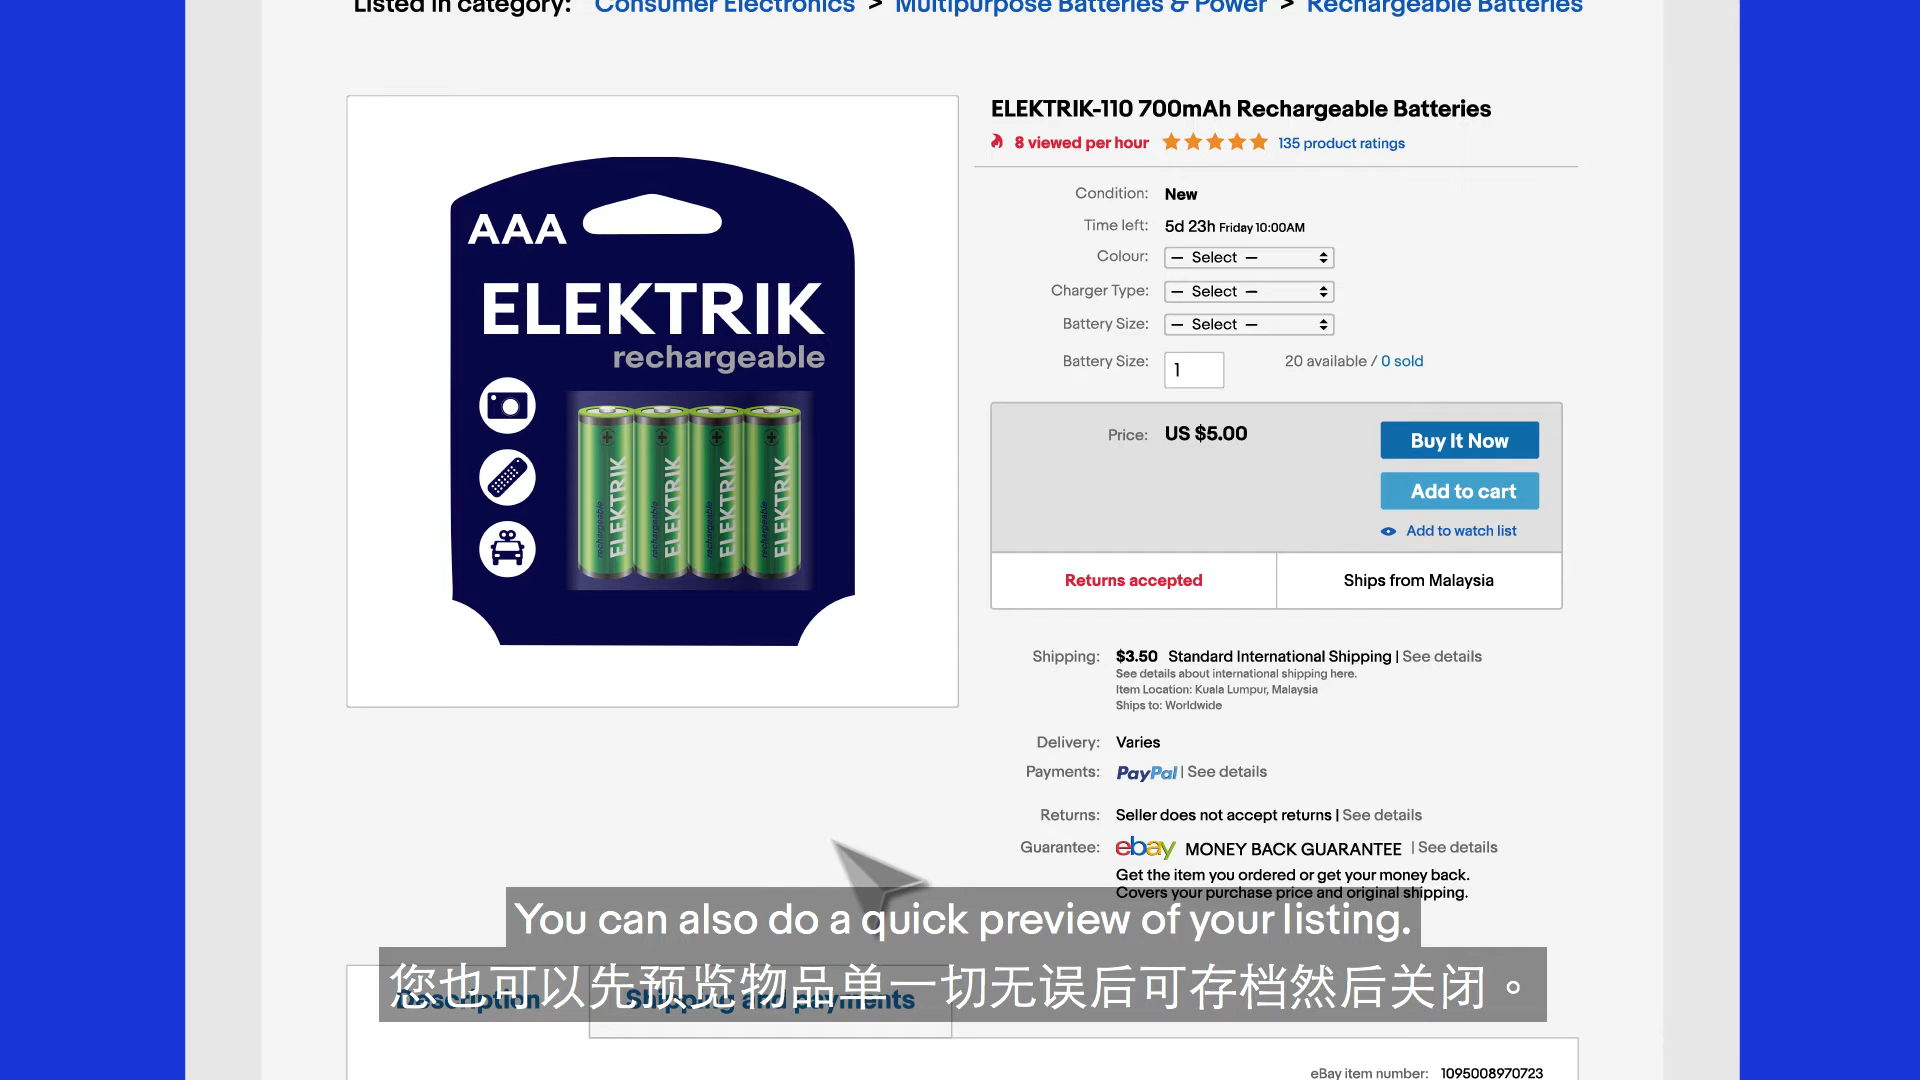 Listed in category: Consumer Electronics > Multipurpose Batteries & Power > Rechargeable Batteries
AAA
ELEKTRIK
rechargeable
rechargeable ELEKTRIK
rechargeable ELEKTRIK
rechargeable ELEKTRIK
rechargeable ELEKTRIK
ELEKTRIK-110 700mAh Rechargeable Batteries
8 viewed per hour 135 product ratings
Condition: New
Time left: 5d 23h Friday 10:00AM
Colour: — Select —
Charger Type: — Select —
Battery Size: — Select —
Battery Size: 1 20 available / 0 sold
Price: US $5.00
Buy It Now
Add to cart
Add to watch list
Returns accepted Ships from Malaysia
Shipping: $3.50 Standard International Shipping | See details
See details about international shipping here.
Item Location: Kuala Lumpur, Malaysia
Ships to: Worldwide
Delivery: Varies
Payments: PayPal | See details
Returns: Seller does not accept returns | See details
Guarantee: ebay MONEY BACK GUARANTEE | See details
Get the item you ordered or get your money back.
Covers your purchase price and original shipping.
You can also do a quick preview of your listing.
您也可以先预览物品单一切无误后可存档然后关闭。
Description Shipping and payments
eBay item number: 1095008970723